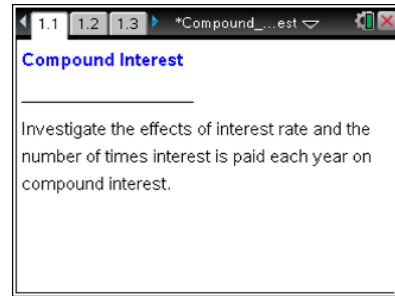 1.1 1.2 1.3 *Compound_...est
Compound Interest
Investigate the effects of interest rate and the
number of times interest is paid each year on
compound interest.